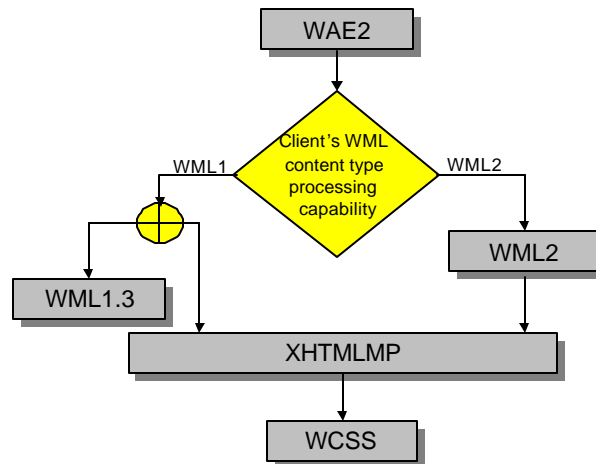 WAE2
Client's WML
content type
processing
capability
WML1
WML2
WML2
WML1.3
XHTMLMP
WCSS